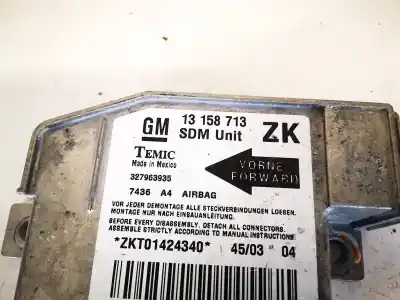 GM 13 158 713 ZK
SDM Unit
TEMIC
Made in Mexico
327963935
VORNE
FORWARD
7436 A4 AIRBAG
VOR JEDER DEMONTAGE ALLE STECKVERBINDUNGEN LOESEN.
MONTAGE NUR NACH EINBAUANLEITUNG.
BEFORE EVERY DISASSEMBLY, DETACH ALL CONNECTORS.
ASSEMBLE STRICTLY ACCORDING TO MANUAL INSTRUCTIONS.
*ZKT01424340* 45/03 04